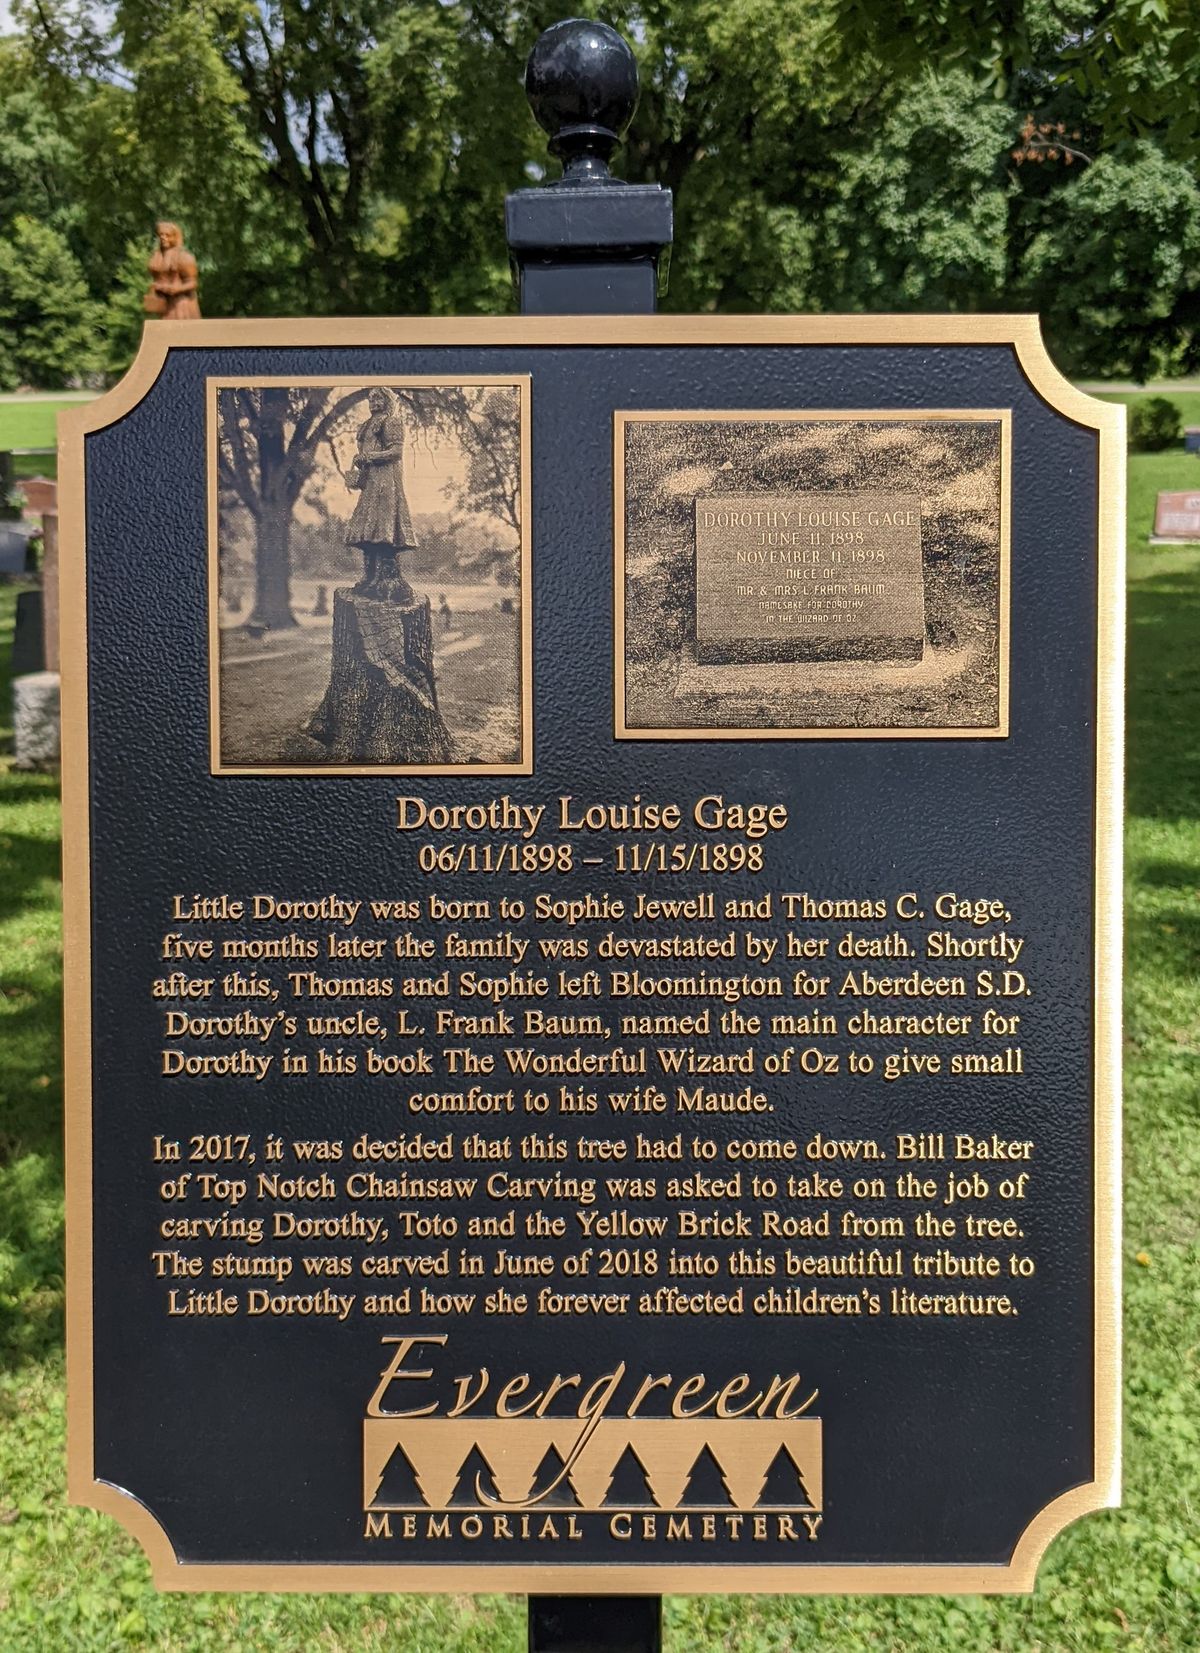 DOROTHY LOUISE GAGE
JUNE 11, 1898
NOVEMBER 11, 1898
NIECE OF
MR. & MRS. L. FRANK BAUM
NAMESAKE FOR DOROTHY
IN THE WIZARD OF OZ
Dorothy Louise Gage
06/11/1898 – 11/15/1898
Little Dorothy was born to Sophie Jewell and Thomas C. Gage,
five months later the family was devastated by her death. Shortly
after this, Thomas and Sophie left Bloomington for Aberdeen S.D.
Dorothy's uncle, L. Frank Baum, named the main character for
Dorothy in his book The Wonderful Wizard of Oz to give small
comfort to his wife Maude.
In 2017, it was decided that this tree had to come down. Bill Baker
of Top Notch Chainsaw Carving was asked to take on the job of
carving Dorothy, Toto and the Yellow Brick Road from the tree.
The stump was carved in June of 2018 into this beautiful tribute to
Little Dorothy and how she forever affected children's literature.
Evergreen
MEMORIAL CEMETERY